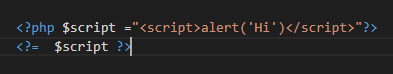 <?php $script ="<script>alert('Hi')</script>"?>
<?=  $script ?>